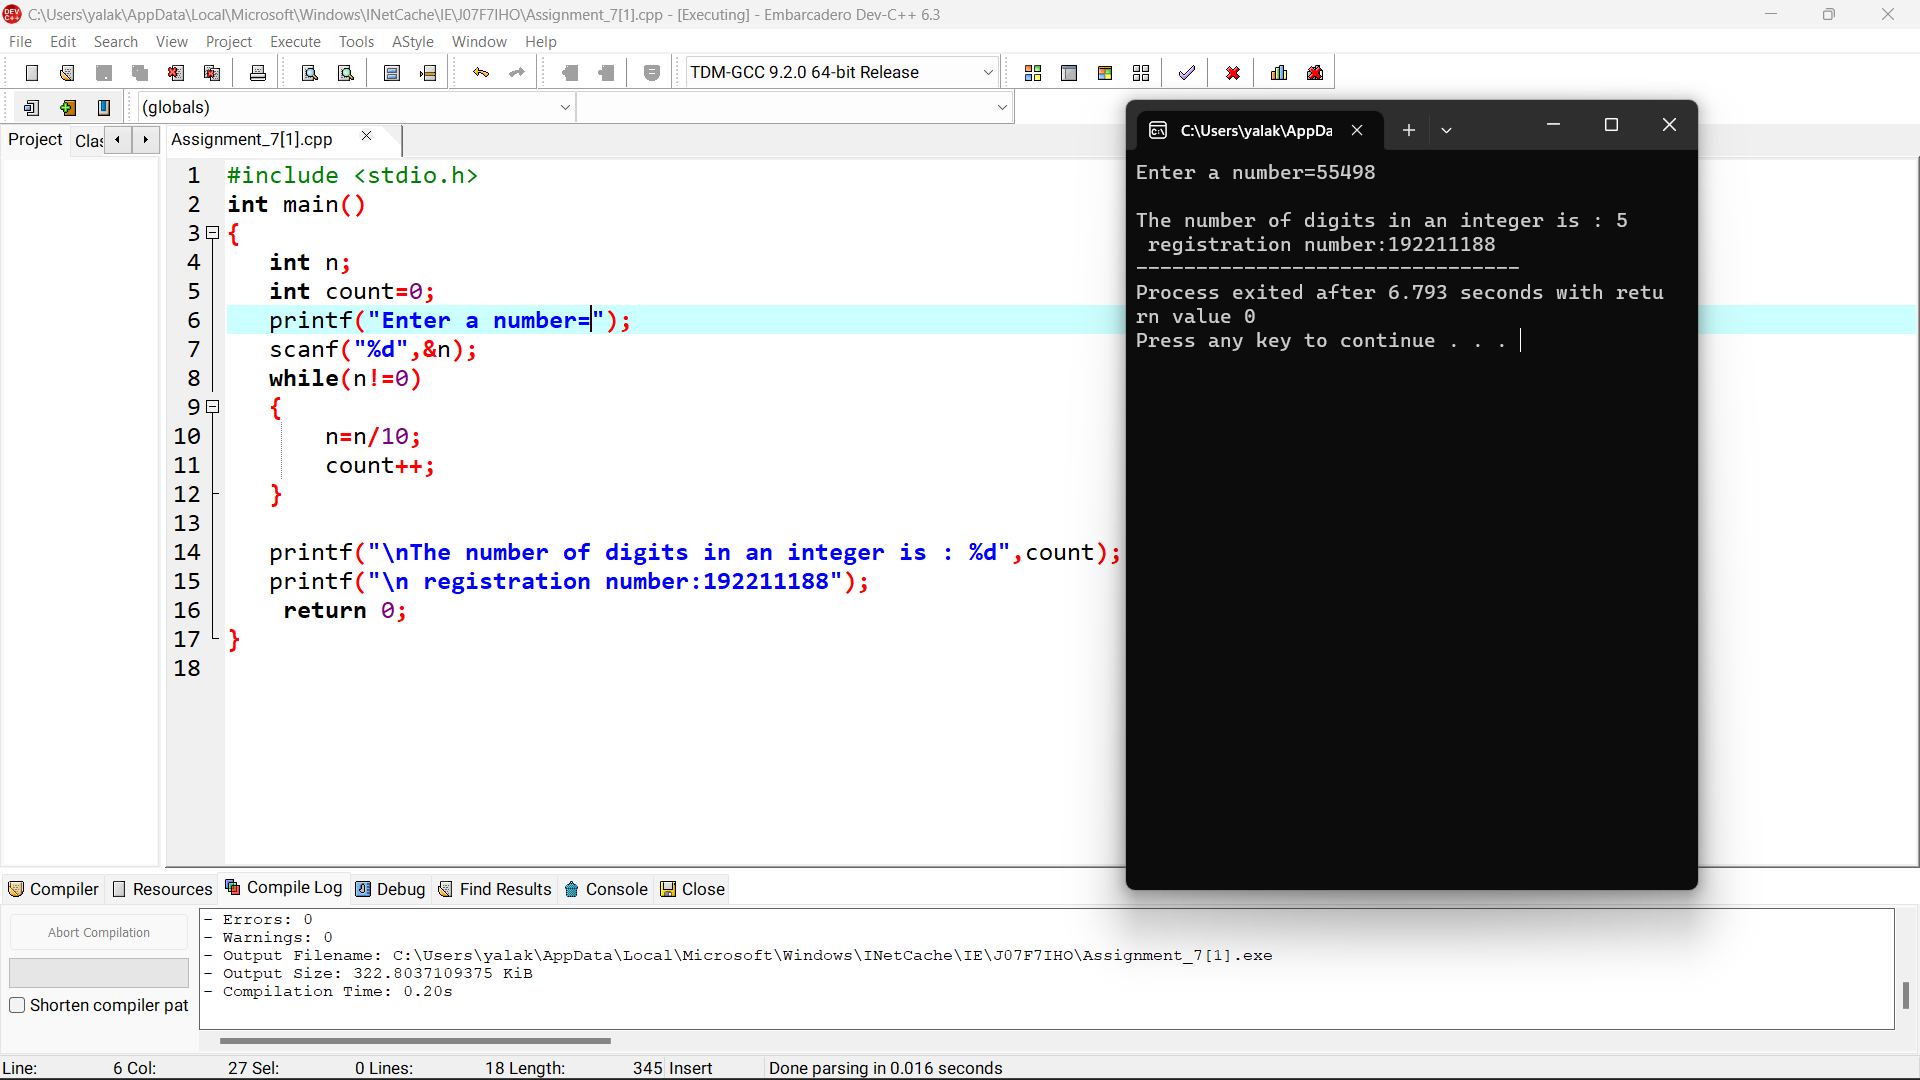 C:\Users\yalak\AppData\Local\Microsoft\Windows\INetCache\IE\J07F7IHO\Assignment_7[1].cpp - [Executing] - Embarcadero Dev-C++ 6.3
File Edit Search View Project Execute Tools AStyle Window Help
TDM-GCC 9.2.0 64-bit Release
(globals)
Project Clas Assignment_7[1].cpp
1 #include <stdio.h>
2 int main()
3 {
4 int n;
5 int count=0;
6 printf("Enter a number=");
7 scanf("%d",&n);
8 while(n!=0)
9 {
10 n=n/10;
11 count++;
12 }
13
14 printf("\nThe number of digits in an integer is : %d",count);
15 printf("\n registration number:192211188");
16 return 0;
17 }
18
C:\Users\yalak\AppDa
Enter a number=55498
The number of digits in an integer is : 5
registration number:192211188
--------------------------------
Process exited after 6.793 seconds with retu
rn value 0
Press any key to continue . . .
Compiler Resources Compile Log Debug Find Results Console Close
Abort Compilation
Shorten compiler pat
- Errors: 0
- Warnings: 0
- Output Filename: C:\Users\yalak\AppData\Local\Microsoft\Windows\INetCache\IE\J07F7IHO\Assignment_7[1].exe
- Output Size: 322.8037109375 KiB
- Compilation Time: 0.20s
Line: 6 Col: 27 Sel: 0 Lines: 18 Length: 345 Insert Done parsing in 0.016 seconds